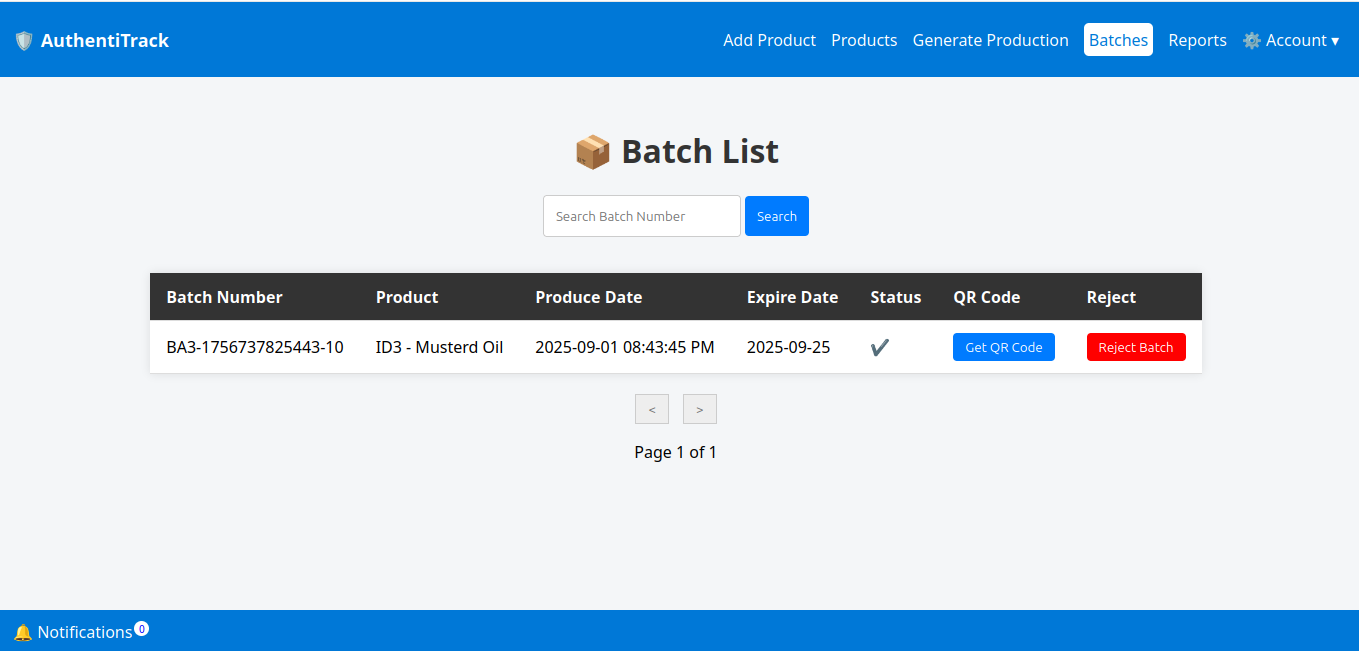 🛡️ AuthentiTrack Add Product Products Generate Production Batches Reports ⚙️ Account ▾
📦 Batch List
Search Batch Number Search
Batch Number Product Produce Date Expire Date Status QR Code Reject
BA3-1756737825443-10 ID3 - Musterd Oil 2025-09-01 08:43:45 PM 2025-09-25 ✔️ Get QR Code Reject Batch
< >
Page 1 of 1
🔔 Notifications 0